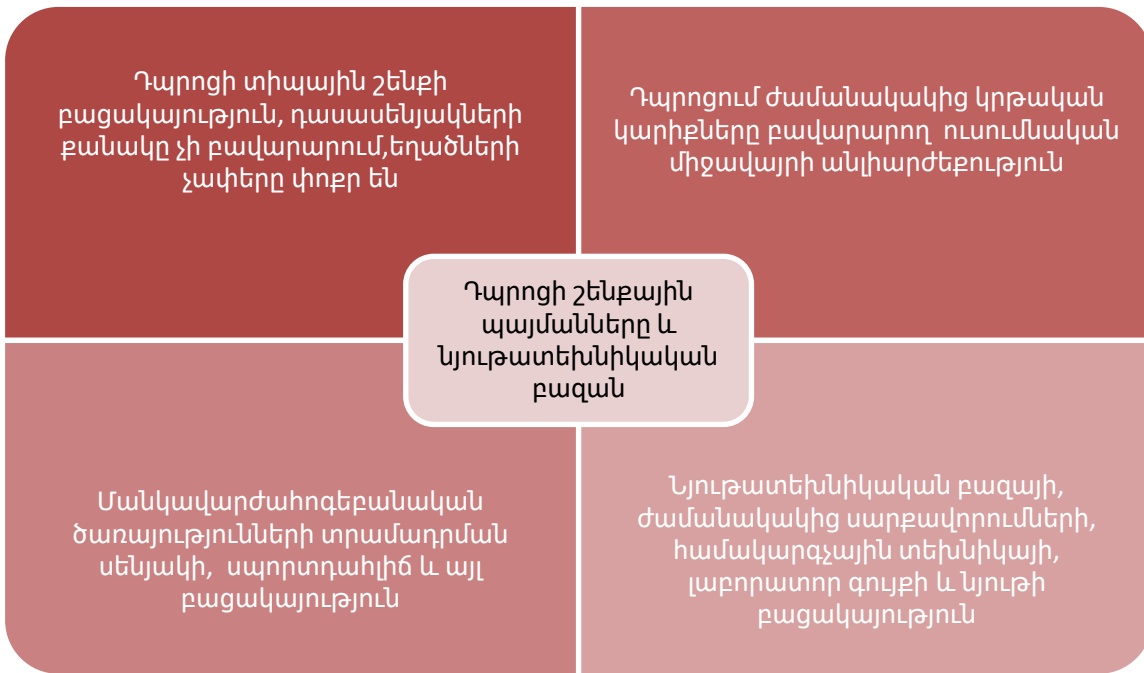 Դպրոցի տիպային շենքի
բացակայություն, դասասենյակների
քանակը չի բավարարում,եղածների
չափերը փոքր են
Դպրոցում ժամանակակից կրթական
կարիքները բավարարող  ուսումնական
միջավայրի անլիարժեքություն
Դպրոցի շենքային
պայմանները և
նյութատեխնիկական
բազան
Մանկավարժահոգեբանական
ծառայությունների տրամադրման
սենյակի,  սպորտդահլիճ և այլ
բացակայություն
Նյութատեխնիկական բազայի,
ժամանակակից սարքավորումների,
համակարգչային տեխնիկայի,
լաբորատոր գույքի և նյութի
բացակայություն